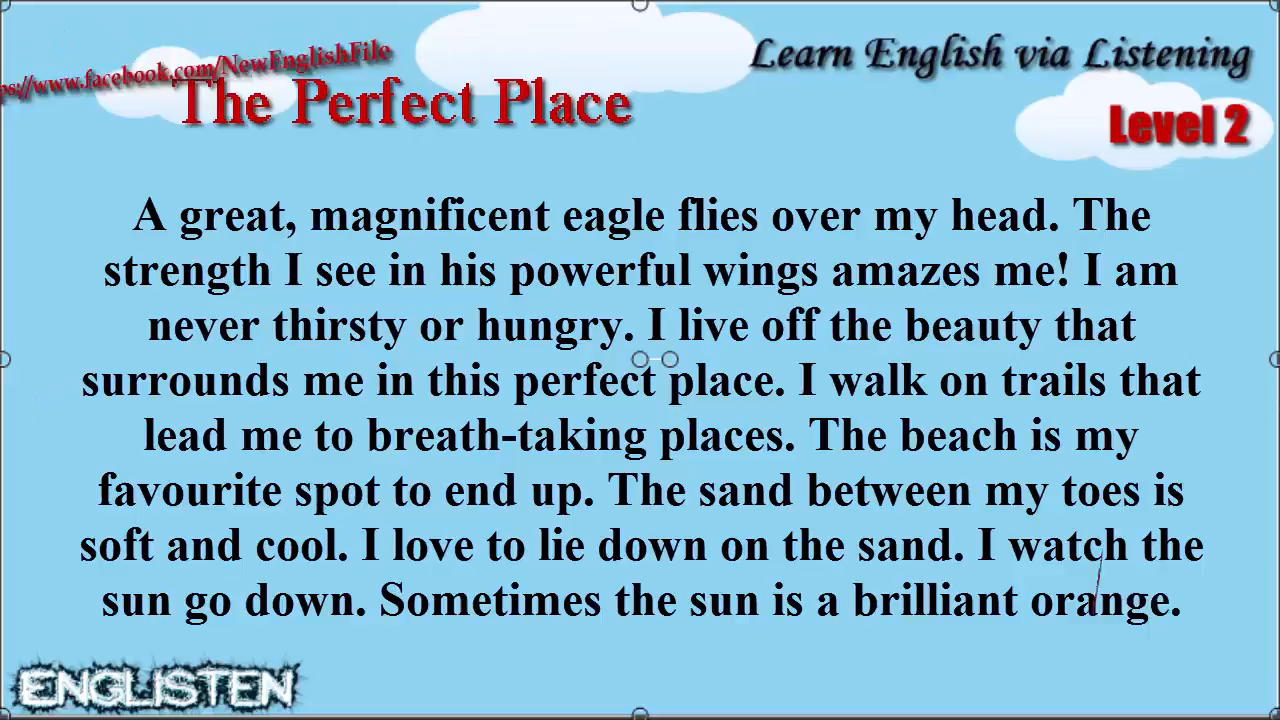 Learn English via Listening
ps://www.facebook.com/NewEnglishFile
The Perfect Place
Level 2
A great, magnificent eagle flies over my head. The
strength I see in his powerful wings amazes me! I am
never thirsty or hungry. I live off the beauty that
surrounds me in this perfect place. I walk on trails that
lead me to breath-taking places. The beach is my
favourite spot to end up. The sand between my toes is
soft and cool. I love to lie down on the sand. I watch the
sun go down. Sometimes the sun is a brilliant orange.
ENGLISTEN